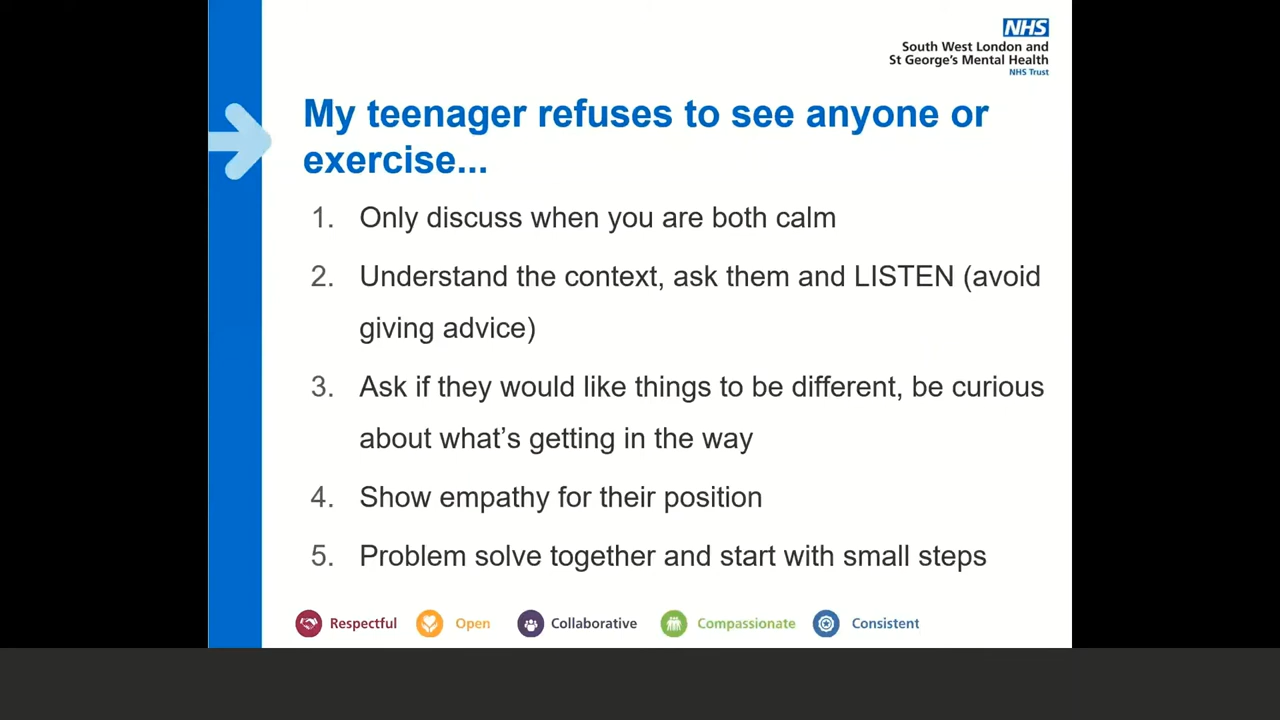 NHS
South West London and
St George's Mental Health
NHS Trust
My teenager refuses to see anyone or
exercise...
1. Only discuss when you are both calm
2. Understand the context, ask them and LISTEN (avoid
giving advice)
3. Ask if they would like things to be different, be curious
about what's getting in the way
4. Show empathy for their position
5. Problem solve together and start with small steps
Respectful Open Collaborative Compassionate Consistent